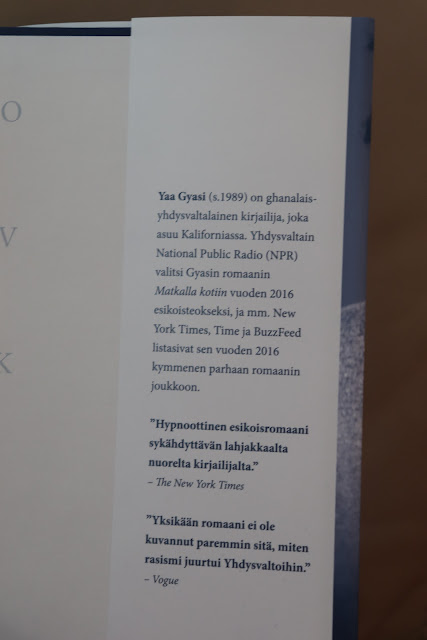 O
V
K
Yaa Gyasi (s.1989) on ghanalais-
yhdysvaltalainen kirjailija, joka
asuu Kaliforniassa. Yhdysvaltain
National Public Radio (NPR)
valitsi Gyasin romaanin
Matkalla kotiin vuoden 2016
esikoisteokseksi, ja mm. New
York Times, Time ja BuzzFeed
listasivat sen vuoden 2016
kymmenen parhaan romaanin
joukkoon.
”Hypnoottinen esikoisromaani
sykähdyttävän lahjakkaalta
nuorelta kirjailijalta.”
– The New York Times
”Yksikään romaani ei ole
kuvannut paremmin sitä, miten
rasismi juurtui Yhdysvaltoihin.”
– Vogue